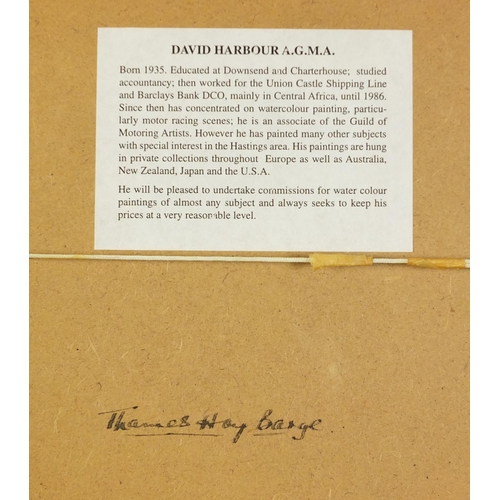 DAVID HARBOUR A.G.M.A.
Born 1935. Educated at Downsend and Charterhouse; studied
accountancy; then worked for the Union Castle Shipping Line
and Barclays Bank DCO, mainly in Central Africa, until 1986.
Since then has concentrated on watercolour painting, particu-
larly motor racing scenes; he is an associate of the Guild of
Motoring Artists. However he has painted many other subjects
with special interest in the Hastings area. His paintings are hung
in private collections throughout Europe as well as Australia,
New Zealand, Japan and the U.S.A.
He will be pleased to undertake commissions for water colour
paintings of almost any subject and always seeks to keep his
prices at a very reasonable level.
Thames Hoy Barge